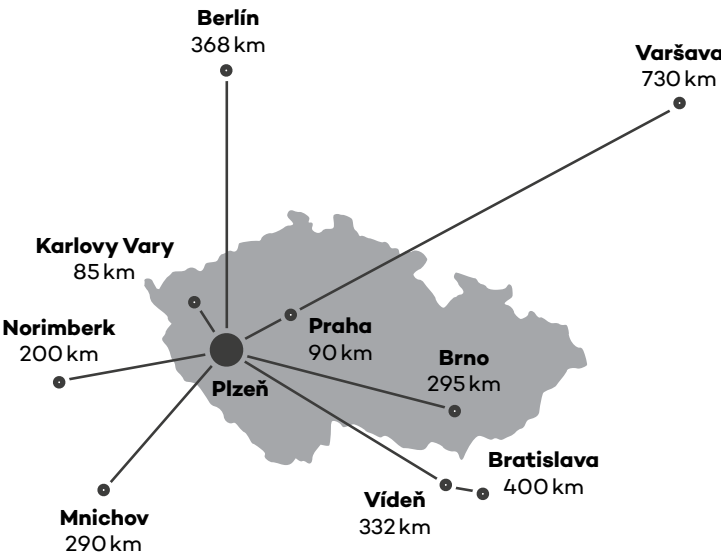 Berlín
368 km
Varšava
730 km
Karlovy Vary
85 km
Norimberk
200 km
Praha
90 km
Brno
295 km
Plzeň
Bratislava
400 km
Vídeň
332 km
Mnichov
290 km